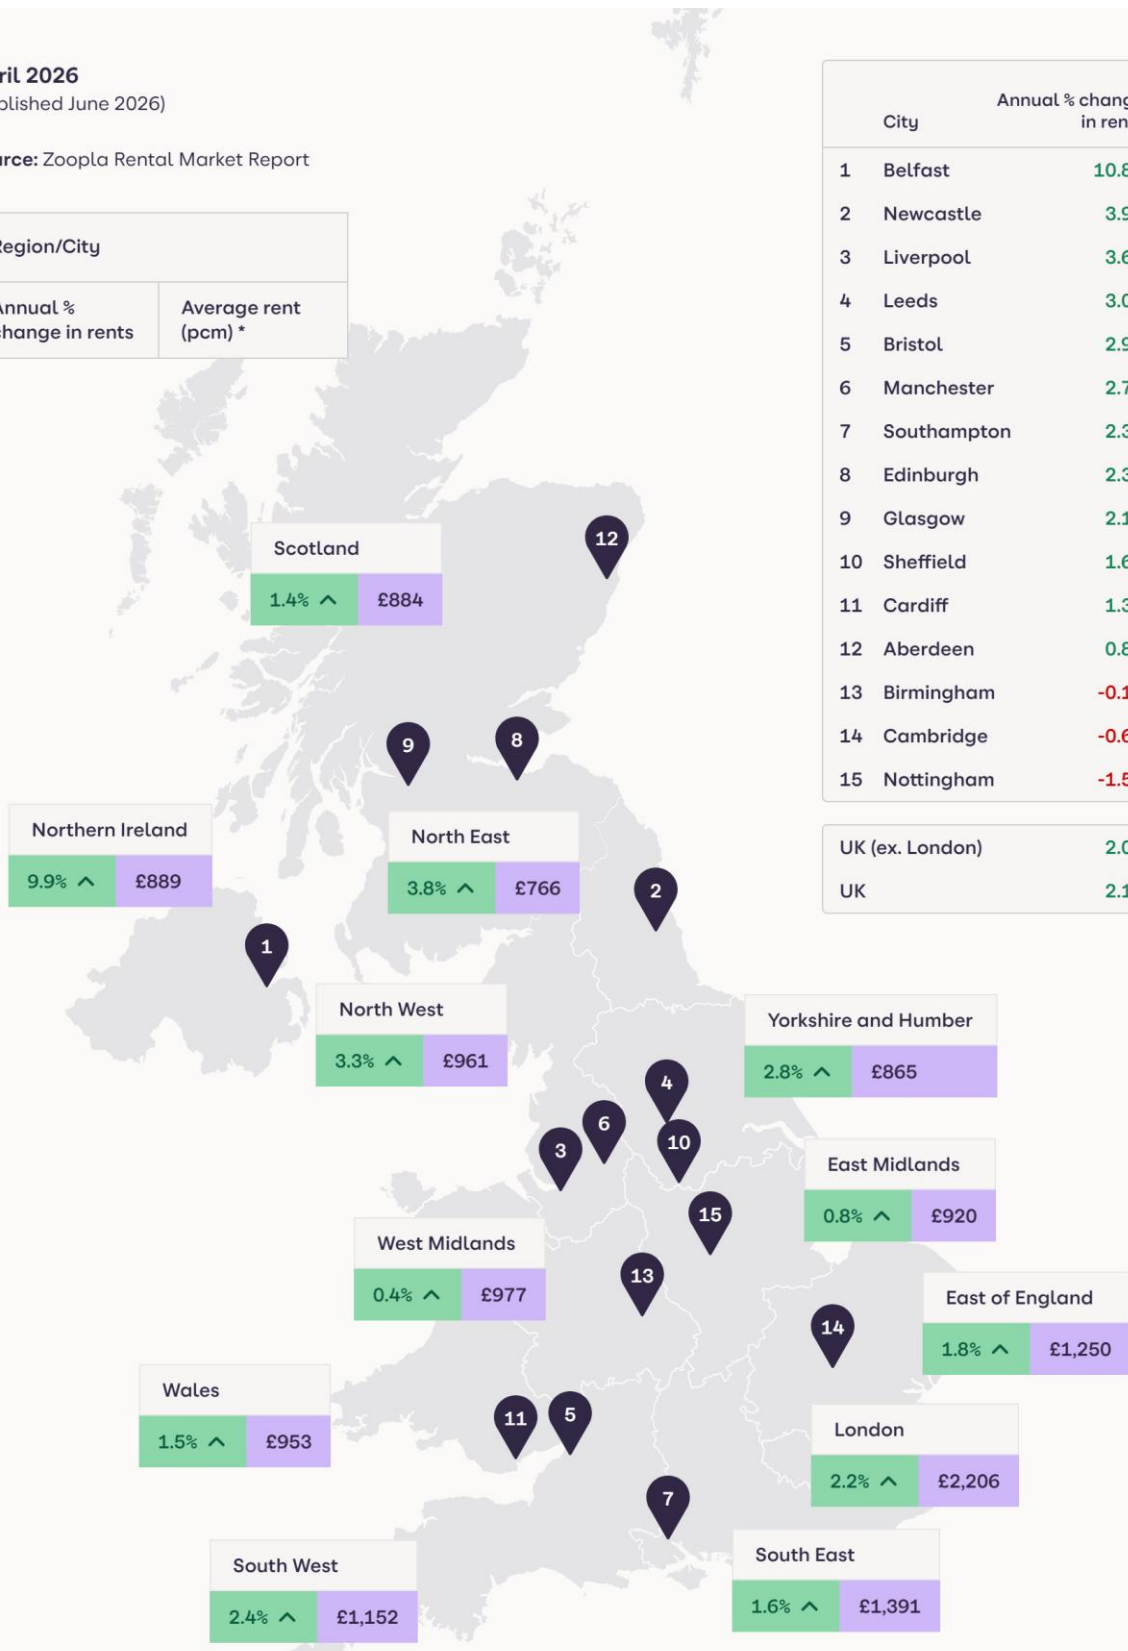 ril 2026
blished June 2026)
urce: Zoopla Rental Market Report
Region/City
Annual %
change in rents
Average rent
(pcm) *
City
Annual % chang
in ren
1 Belfast 10.8
2 Newcastle 3.9
3 Liverpool 3.6
4 Leeds 3.0
5 Bristol 2.9
6 Manchester 2.7
7 Southampton 2.3
8 Edinburgh 2.3
9 Glasgow 2.1
10 Sheffield 1.6
11 Cardiff 1.3
12 Aberdeen 0.8
13 Birmingham -0.1
14 Cambridge -0.6
15 Nottingham -1.5
UK (ex. London) 2.0
UK 2.1
Scotland
1.4% £884
12
9
8
Northern Ireland
9.9% £889
North East
3.8% £766
2
1
North West
3.3% £961
Yorkshire and Humber
2.8% £865
4
6
3
10
East Midlands
0.8% £920
15
West Midlands
0.4% £977
13
East of England
1.8% £1,250
14
Wales
1.5% £953
11
5
London
2.2% £2,206
7
South West
2.4% £1,152
South East
1.6% £1,391